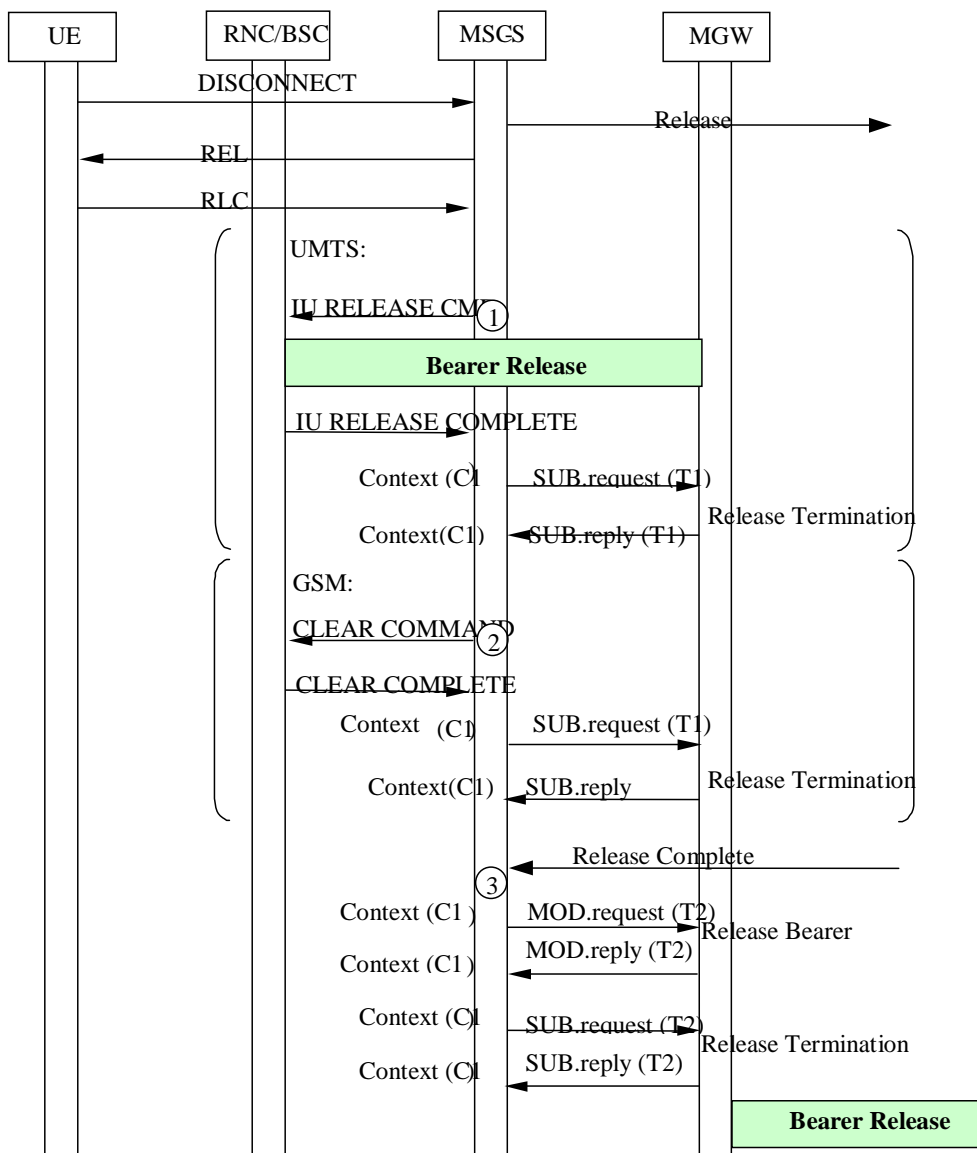 UE RNC/BSC MSC-S MGW
DISCONNECT
Release
REL
RLC
UMTS:
IU RELEASE CM
1
Bearer Release
IU RELEASE COMPLETE
Context (C1) SUB.request (T1)
Context(C1) SUB.reply (T1) Release Termination
GSM:
CLEAR COMMAND
2
CLEAR COMPLETE
Context (C1) SUB.request (T1)
Context(C1) SUB.reply Release Termination
Release Complete
3
Context (C1) MOD.request (T2)
Release Bearer
Context (C1) MOD.reply (T2)
Context (C1 SUB.request (T2)
Release Termination
Context (C1 SUB.reply (T2)
Bearer Release